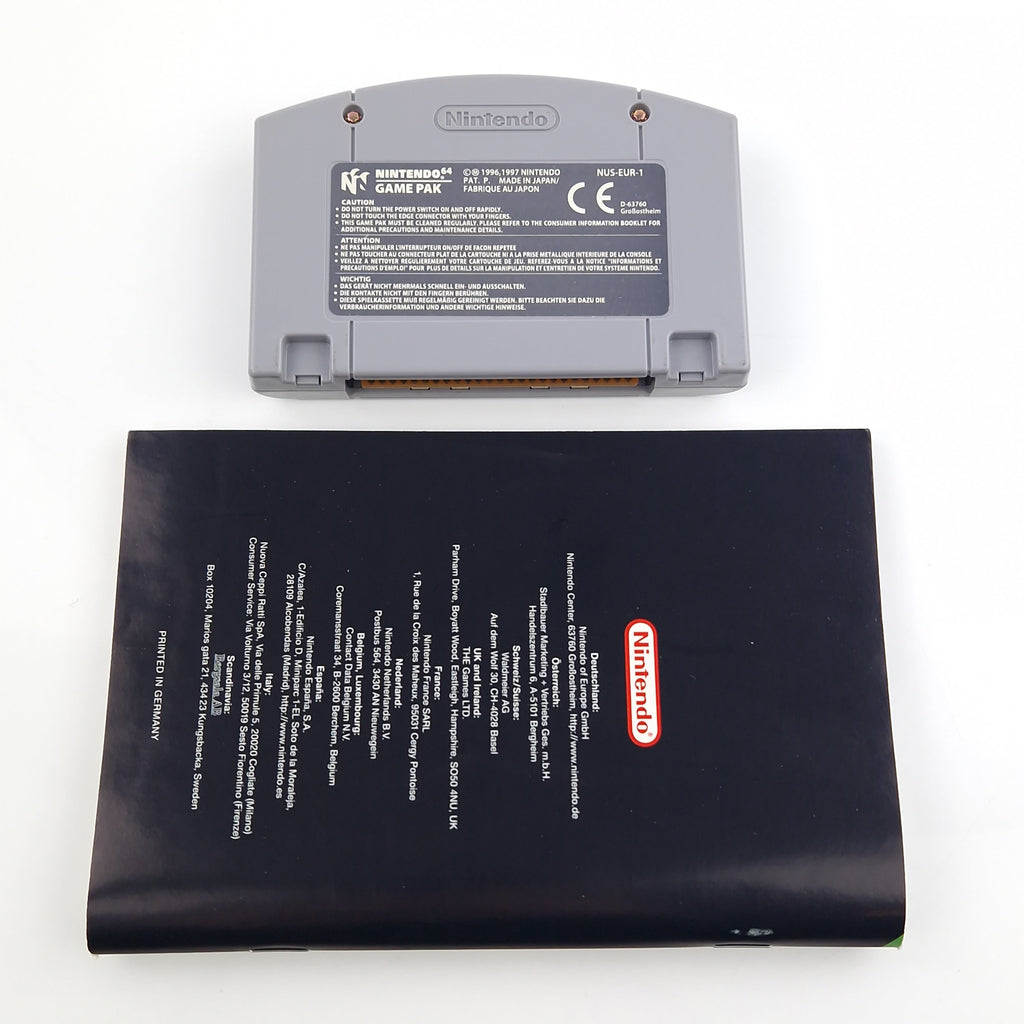 Nintendo®
NINTENDO.64
GAME PAK
©Ⓜ 1996,1997 NINTENDO
PAT. P. MADE IN JAPAN/
FABRIQUE AU JAPON
NUS-EUR-1
CE
D-63760
Großostheim
CAUTION
• DO NOT TURN THE POWER SWITCH ON AND OFF RAPIDLY.
• DO NOT TOUCH THE EDGE CONNECTOR WITH YOUR FINGERS.
• THIS GAME PAK MUST BE CLEANED REGULARLY. PLEASE REFER TO THE CONSUMER INFORMATION BOOKLET FOR
ADDITIONAL PRECAUTIONS AND MAINTENANCE DETAILS.
ATTENTION
• NE PAS MANIPULER L'INTERRUPTEUR ON/OFF DE FACON REPETEE
• NE PAS TOUCHER AU CONNECTEUR PLAT DE LA CARTOUCHE NI A LA PRISE METALLIQUE INTERIEURE DE LA CONSOLE
• VEILLEZ A NETTOYER REGULIEREMENT VOTRE CARTOUCHE DE JEU. REFEREZ-VOUS A LA NOTICE "INFORMATIONS ET
PRECAUTIONS D'EMPLOI" POUR PLUS DE DETAILS SUR LA MANIPULATION ET L'ENTRETIEN DE VOTRE SYSTEME NINTENDO.
WICHTIG
• DAS GERÄT NICHT MEHRMALS SCHNELL EIN- UND AUSSCHALTEN.
• DIE KONTAKTE NICHT MIT DEN FINGERN BERÜHREN.
• DIESE SPIELKASSETTE MUß REGELMÄßIG GEREINIGT WERDEN. BITTE BEACHTEN SIE DAZU DIE
VERBRAUCHERINFORMATION UND ANDERE WICHTIGE HINWEISE.
Nintendo®
Deutschland:
Nintendo of Europe GmbH
Nintendo Center, 63760 Großostheim, http://www.nintendo.de
Österreich:
Stadlbauer Marketing + Vertriebs Ges. m.b.H.
Handelszentrum 6, A-5101 Bergheim
Schweiz/Suisse:
Waldmeier AG
Auf dem Wolf 30, CH-4028 Basel
UK and Ireland:
THE Games LTD.
Parham Drive, Boyatt Wood, Eastleigh, Hampshire, SO50 4NU, UK
France:
Nintendo France SARL
1, Rue de la Croix des Maheux, 95031 Cergy Pontoise
Nederland:
Nintendo Netherlands B.V.
Postbus 564, 3430 AN Nieuwegein
Belgium, Luxembourg:
Contact Data Belgium N.V.
Coremansstraat 34, B-2600 Berchem, Belgium
España:
Nintendo España, S.A.
C/Azalea, 1-Edificio D, Miniparc 1-EL Soto de la Moraleja,
28109 Alcobendas (Madrid), http://www.nintendo.es
Italy:
Nuova Ceppi Ratti SpA, Via delle Primule 5, 20020 Cogliate (Milano)
Consumer Service: Via Volturno 3/12, 50019 Sesto Fiorentino (Firenze)
Scandinavia:
Bergsala AB
Box 10204, Marios gata 21, 434 23 Kungsbacka, Sweden
PRINTED IN GERMANY